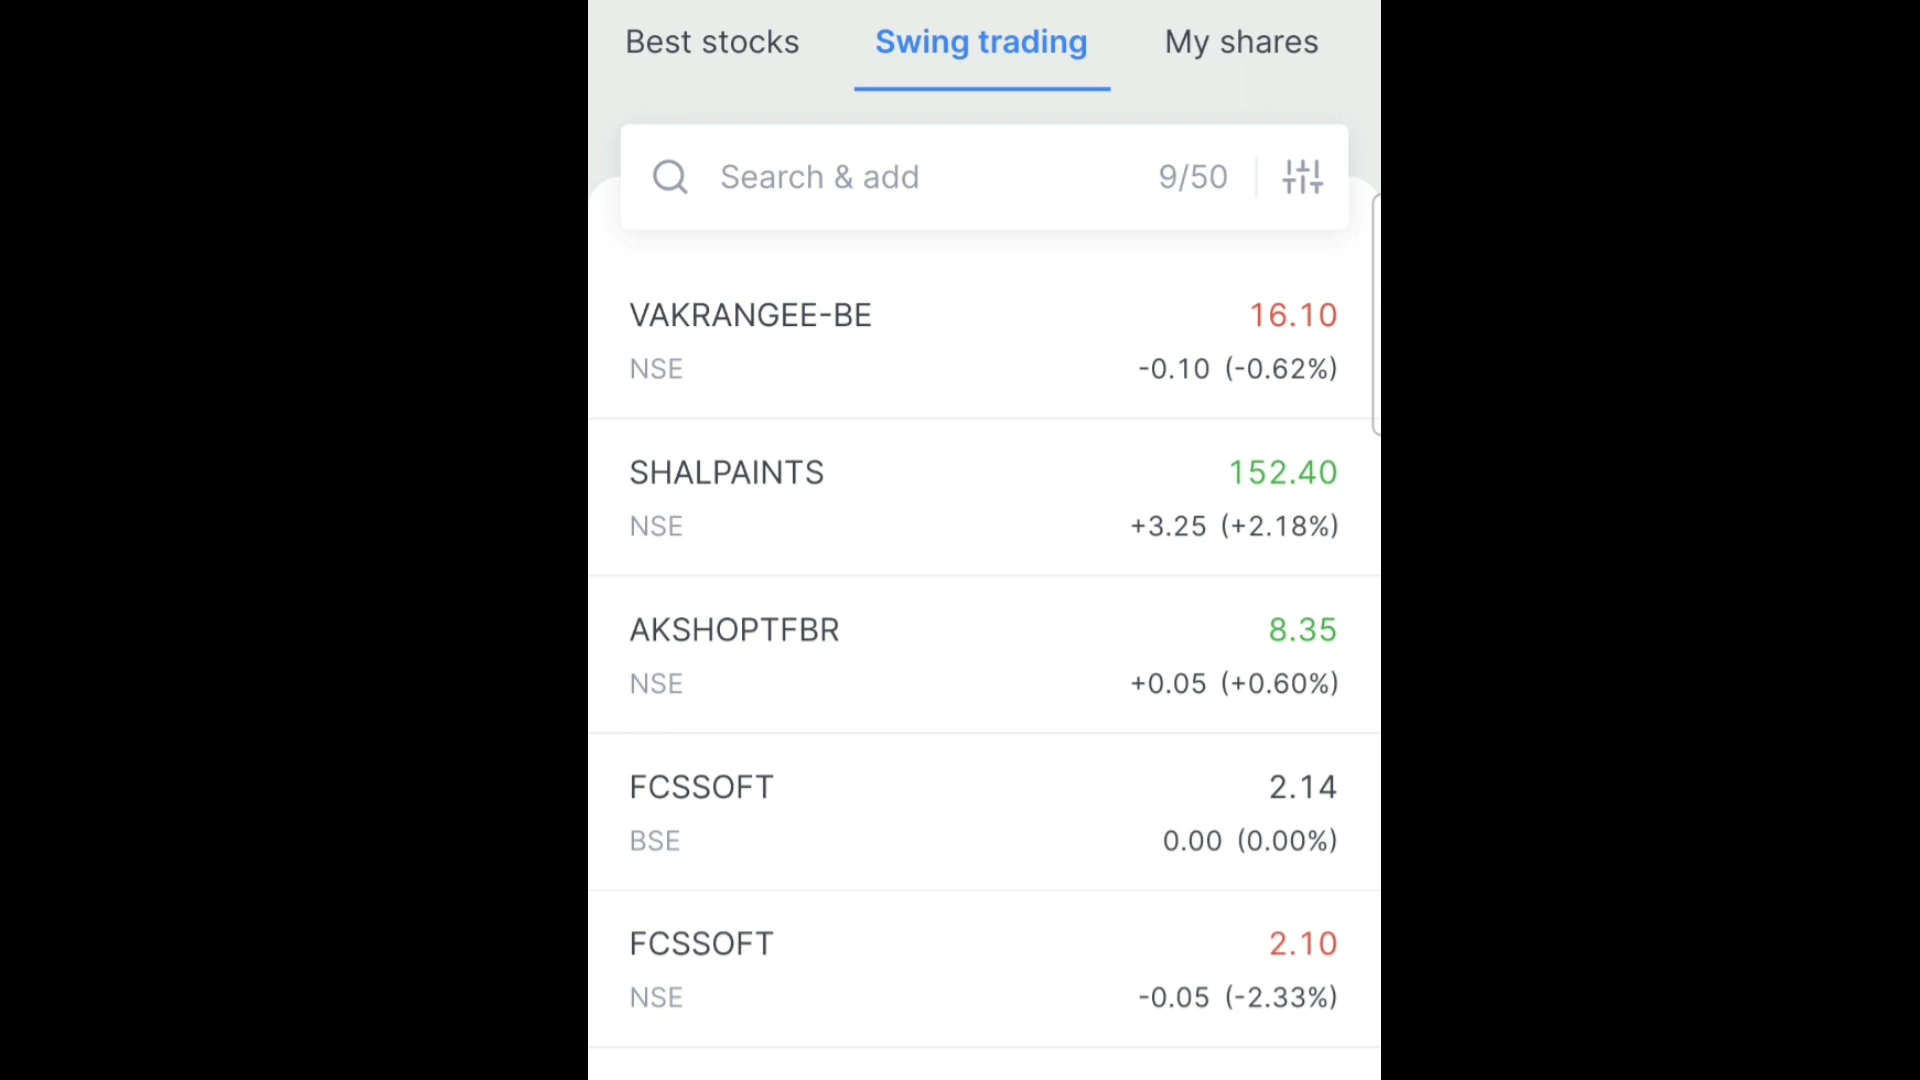 Best stocks Swing trading My shares
Search & add 9/50
VAKRANGEE-BE 16.10
NSE -0.10 (-0.62%)
SHALPAINTS 152.40
NSE +3.25 (+2.18%)
AKSHOPTFBR 8.35
NSE +0.05 (+0.60%)
FCSSOFT 2.14
BSE 0.00 (0.00%)
FCSSOFT 2.10
NSE -0.05 (-2.33%)